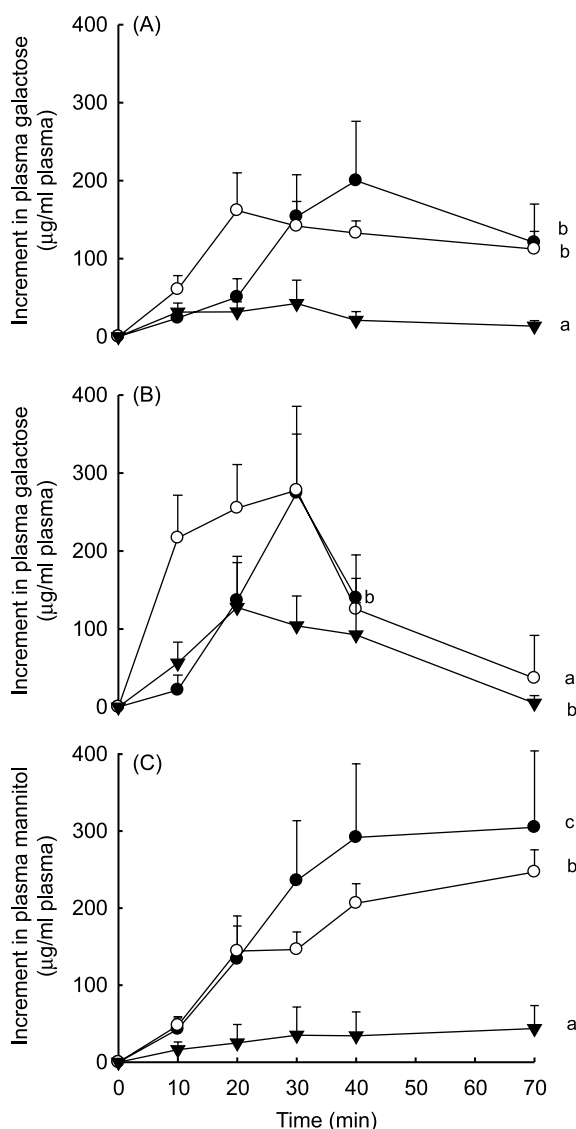 (A)
Increment in plasma galactose
(µg/ml plasma)
400
300
200
100
0
b
b
a
(B)
Increment in plasma galactose
(µg/ml plasma)
400
300
200
100
0
b
a
b
(C)
Increment in plasma mannitol
(µg/ml plasma)
400
300
200
100
0
c
b
a
0 10 20 30 40 50 60 70
Time (min)